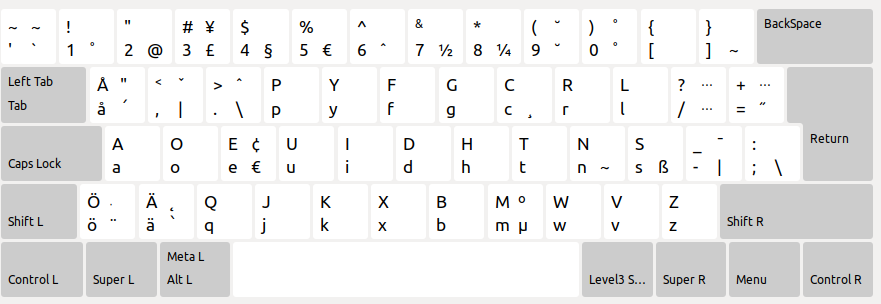 ~ ~ ! " # ¥ $ % ^ & * ( ˘ ) ° { } BackSpace
' ` 1 ° 2 @ 3 £ 4 § 5 € 6 ˆ 7 ½ 8 ¼ 9 ˘ 0 ° [ ] ~
Left Tab Å " < ˇ > ˆ P Y F G C R L ? ... + ...
Tab å ´ , | . \ p y f g c ¸ r l / ... = ˝
A O E ¢ U I D H T N S _ ¯ : Return
Caps Lock a o e € u i d h t n ~ s ß - | ; \
Ö Ä ˛ Q J K X B M º W V Z
Shift L ö ¨ ä ` q j k x b m µ w v z Shift R
Meta L
Control L Super L Alt L Level3 S... Super R Menu Control R